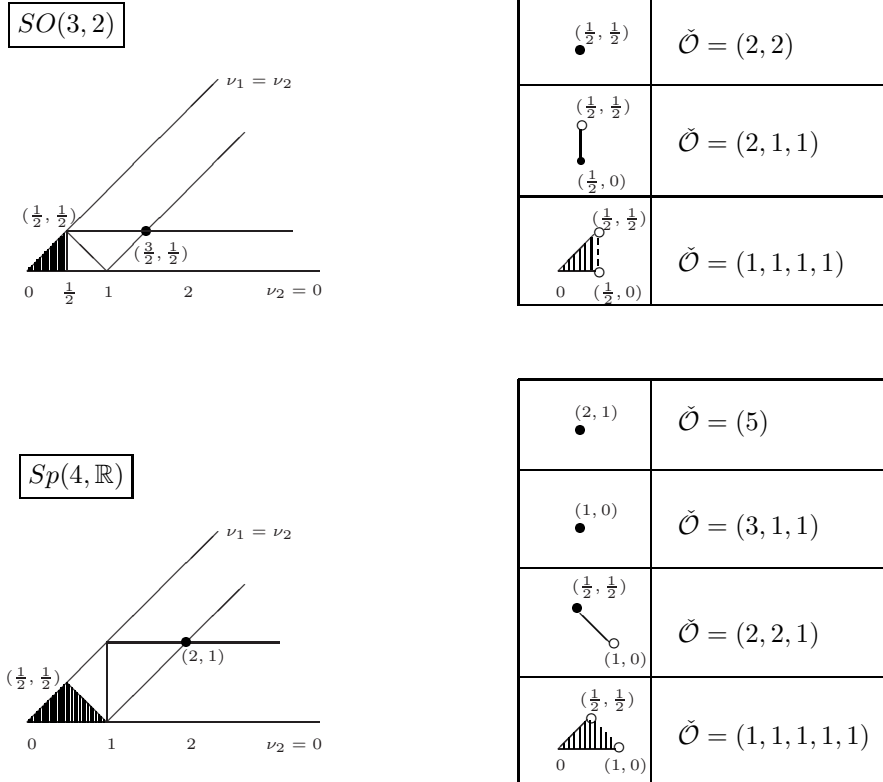 SO(3, 2)
ν₁ = ν₂
(1/2, 1/2)
(3/2, 1/2)
0 1/2 1 2 ν₂ = 0
(1/2, 1/2)
Ǒ = (2, 2)
(1/2, 1/2)
Ǒ = (2, 1, 1)
(1/2, 0)
(1/2, 1/2)
Ǒ = (1, 1, 1, 1)
0 (1/2, 0)
Sp(4, ℝ)
ν₁ = ν₂
(1/2, 1/2)
(2, 1)
0 1 2 ν₂ = 0
(2, 1)
Ǒ = (5)
(1, 0)
Ǒ = (3, 1, 1)
(1/2, 1/2)
Ǒ = (2, 2, 1)
(1, 0)
(1/2, 1/2)
Ǒ = (1, 1, 1, 1, 1)
0 (1, 0)